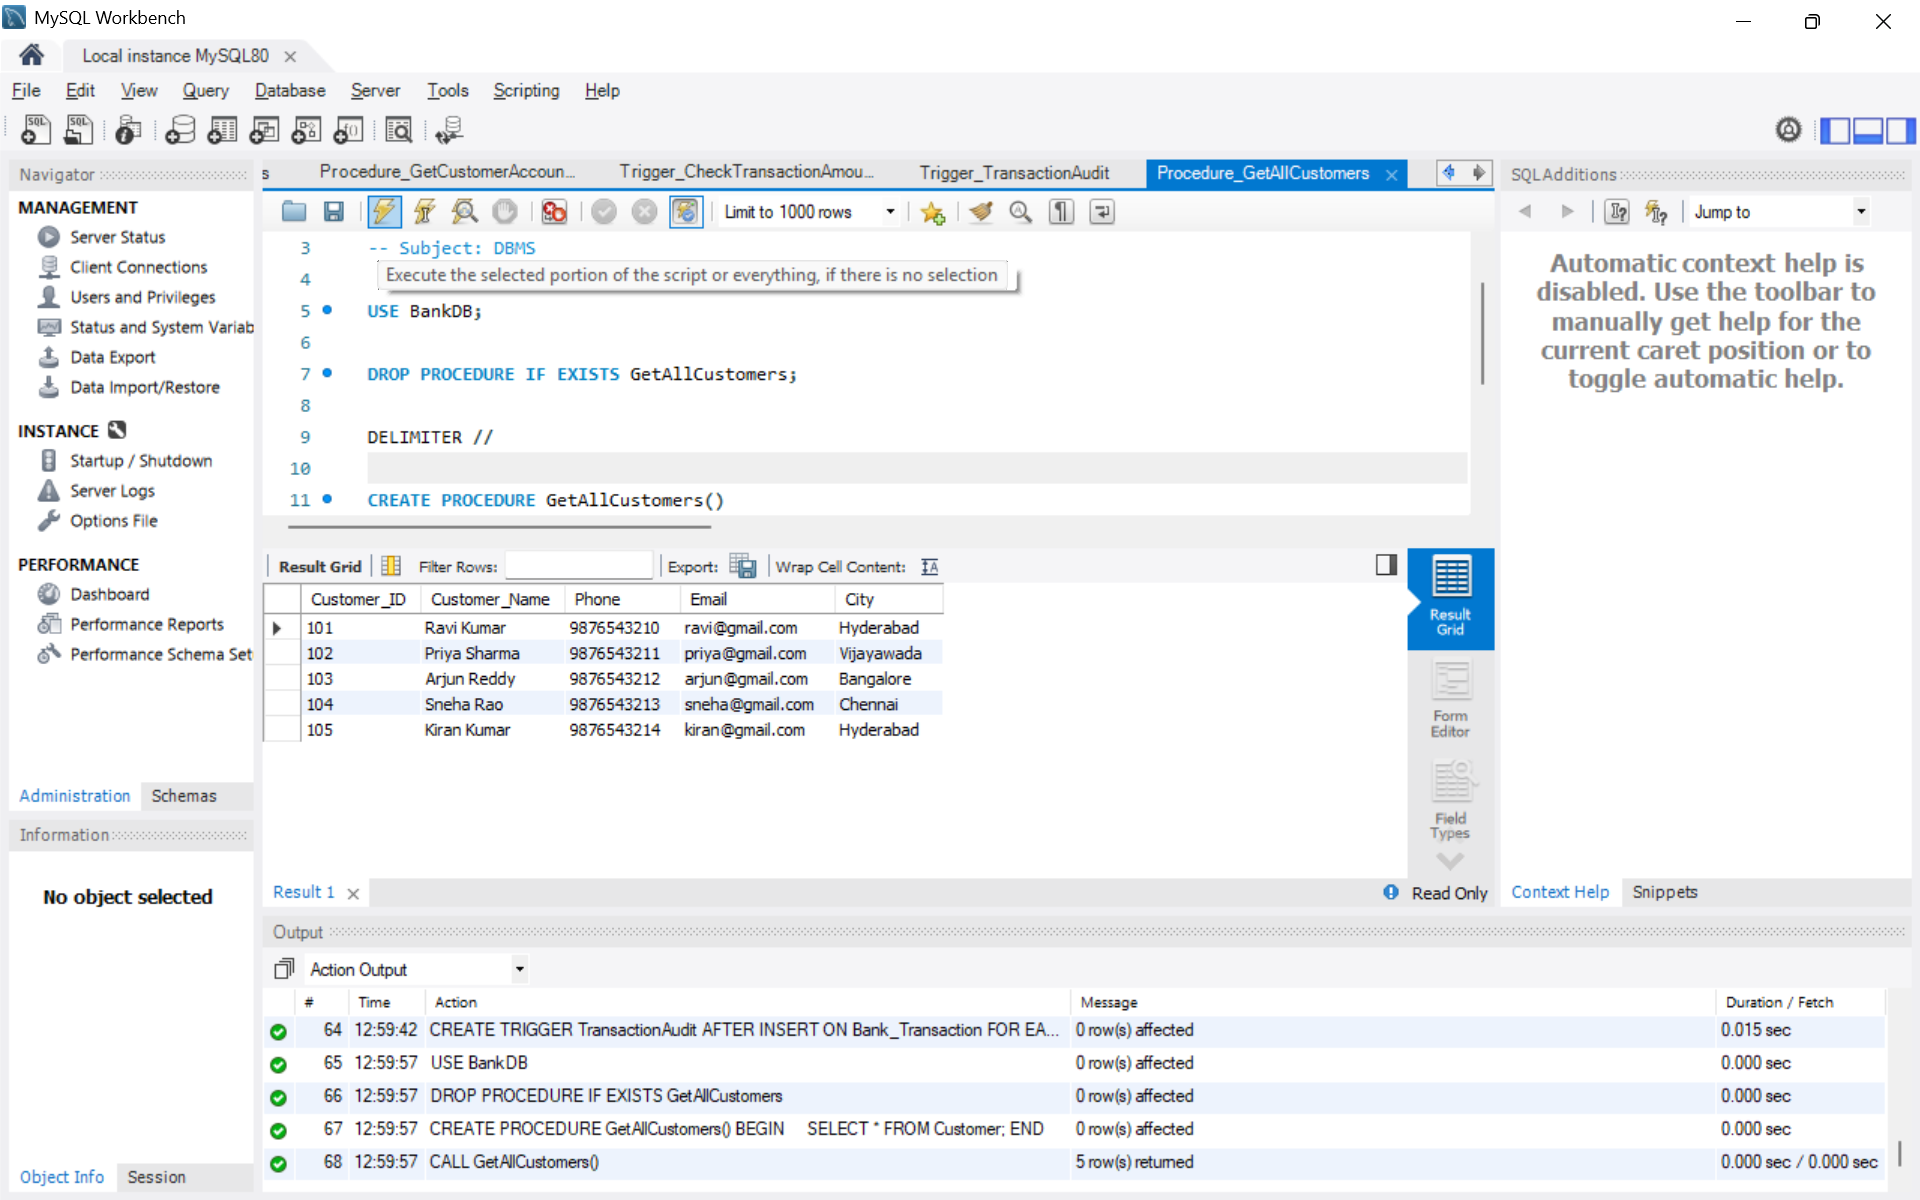 MySQL Workbench
Local instance MySQL80
File Edit View Query Database Server Tools Scripting Help
Navigator
MANAGEMENT
Server Status
Client Connections
Users and Privileges
Status and System Variab
Data Export
Data Import/Restore
INSTANCE
Startup / Shutdown
Server Logs
Options File
PERFORMANCE
Dashboard
Performance Reports
Performance Schema Set
Administration Schemas
Information
No object selected
Object Info Session
s Procedure_GetCustomerAccoun... Trigger_CheckTransactionAmou... Trigger_TransactionAudit Procedure_GetAllCustomers
Limit to 1000 rows
3 -- Subject: DBMS
4
Execute the selected portion of the script or everything, if there is no selection
5 USE BankDB;
6
7 DROP PROCEDURE IF EXISTS GetAllCustomers;
8
9 DELIMITER //
10
11 CREATE PROCEDURE GetAllCustomers()
Result Grid Filter Rows: Export: Wrap Cell Content:
Customer_ID Customer_Name Phone Email City
101 Ravi Kumar 9876543210 ravi@gmail.com Hyderabad
102 Priya Sharma 9876543211 priya@gmail.com Vijayawada
103 Arjun Reddy 9876543212 arjun@gmail.com Bangalore
104 Sneha Rao 9876543213 sneha@gmail.com Chennai
105 Kiran Kumar 9876543214 kiran@gmail.com Hyderabad
Result
Grid
Form
Editor
Field
Types
Result 1
Read Only
SQLAdditions
Jump to
Automatic context help is
disabled. Use the toolbar to
manually get help for the
current caret position or to
toggle automatic help.
Context Help Snippets
Output
Action Output
# Time Action Message Duration / Fetch
64 12:59:42 CREATE TRIGGER TransactionAudit AFTER INSERT ON Bank_Transaction FOR EA... 0 row(s) affected 0.015 sec
65 12:59:57 USE BankDB 0 row(s) affected 0.000 sec
66 12:59:57 DROP PROCEDURE IF EXISTS GetAllCustomers 0 row(s) affected 0.000 sec
67 12:59:57 CREATE PROCEDURE GetAllCustomers() BEGIN SELECT * FROM Customer; END 0 row(s) affected 0.000 sec
68 12:59:57 CALL GetAllCustomers() 5 row(s) returned 0.000 sec / 0.000 sec